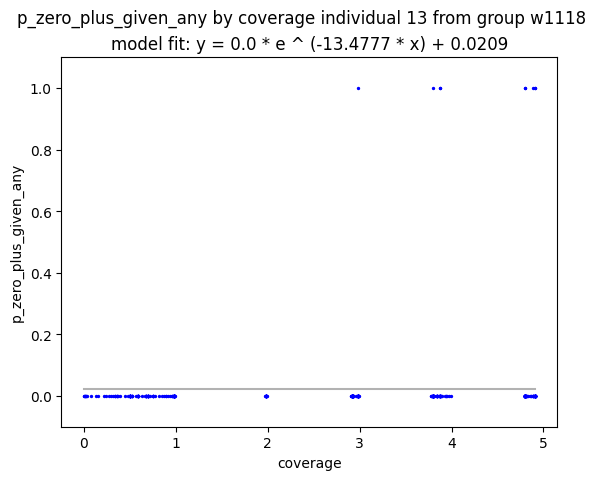 p_zero_plus_given_any by coverage individual 13 from group w1118
model fit: y = 0.0 * e ^ (-13.4777 * x) + 0.0209
1.0
0.8
0.6
0.4
0.2
0.0
p_zero_plus_given_any
0 1 2 3 4 5
coverage